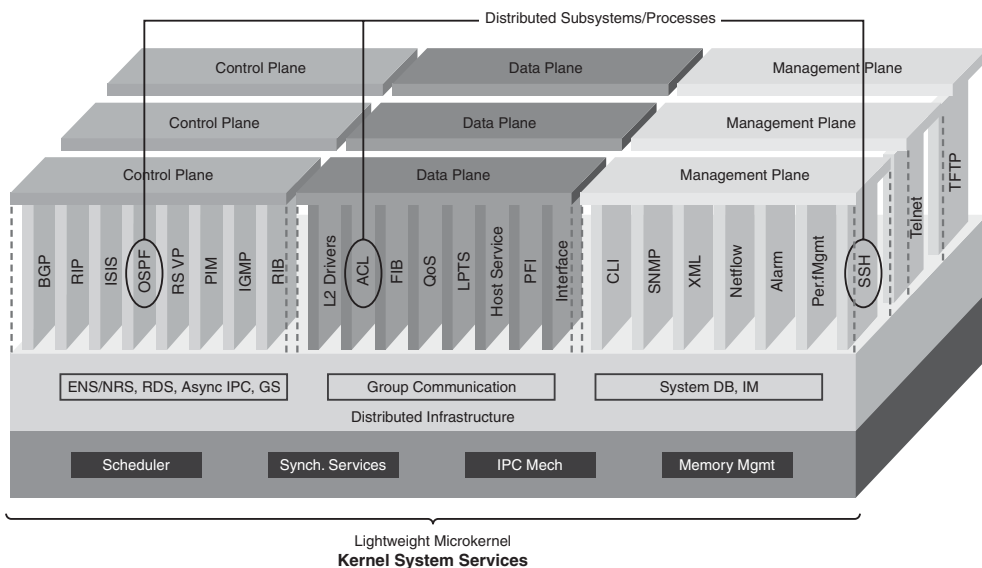 Distributed Subsystems/Processes
Control Plane
Data Plane
Management Plane
Control Plane
Data Plane
Management Plane
Control Plane
Data Plane
Management Plane
BGP
RIP
ISIS
OSPF
RS VP
PIM
IGMP
RIB
L2 Drivers
ACL
FIB
QoS
LPTS
Host Service
PFI
Interface
CLI
SNMP
XML
Netflow
Alarm
Per.fMgmt
SSH
Telnet
TFTP
ENS/NRS, RDS, Async IPC, GS
Group Communication
System DB, IM
Distributed Infrastructure
Scheduler
Synch. Services
IPC Mech
Memory Mgmt
Lightweight Microkernel
Kernel System Services